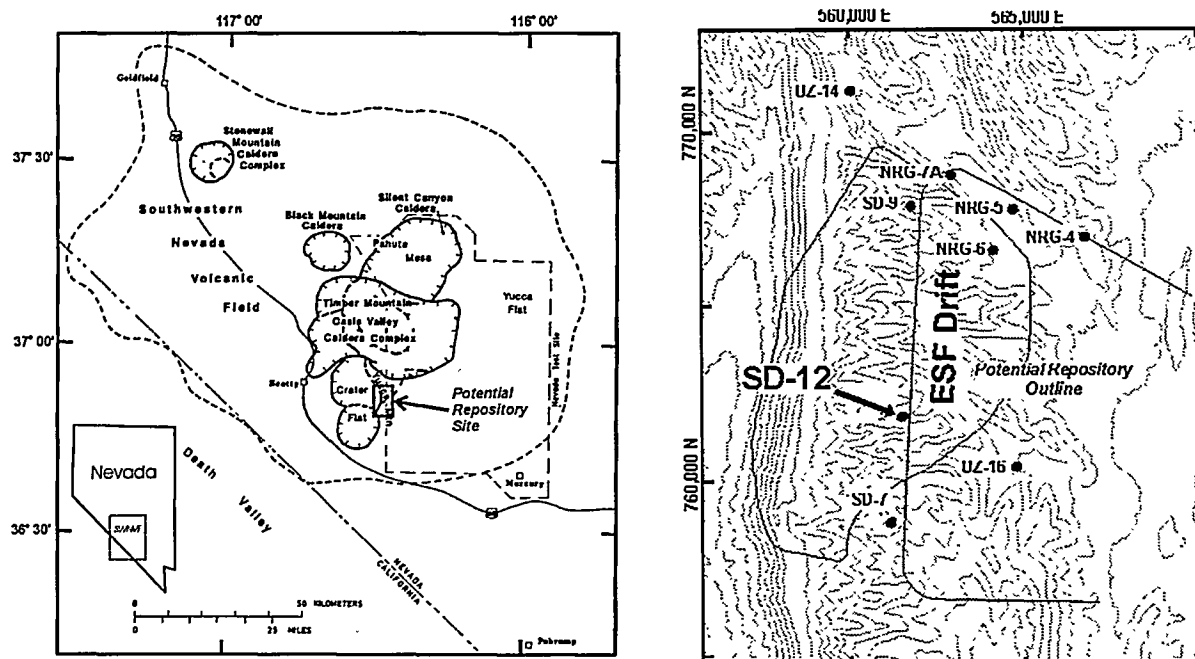 117° 00'
116° 00'
Goldfield
Stonewall
Mountain
Caldera
Complex
37° 30'
Silent Canyon
Caldera
Southwestern
Black Mountain
Caldera
Pahute
Mesa
Nevada
Yucca
Flat
Volcanic
Timber Mountain
Field
Oasis Valley
Caldera Complex
37° 00'
Nevada Test Site
Beatty
Crater
Flat
Potential
Repository
Site
Nevada
SWNVF
Death
Valley
Mercury
36° 30'
NEVADA
CALIFORNIA
0
50 KILOMETERS
0
25 MILES
Pahrump
560,000 E
565,000 E
UZ-14
770,000 N
NRG-7A
SD-9
NRG-5
NRG-4
NRG-6
ESF Drift
SD-12
Potential Repository
Outline
UZ-16
760,000 N
SD-7